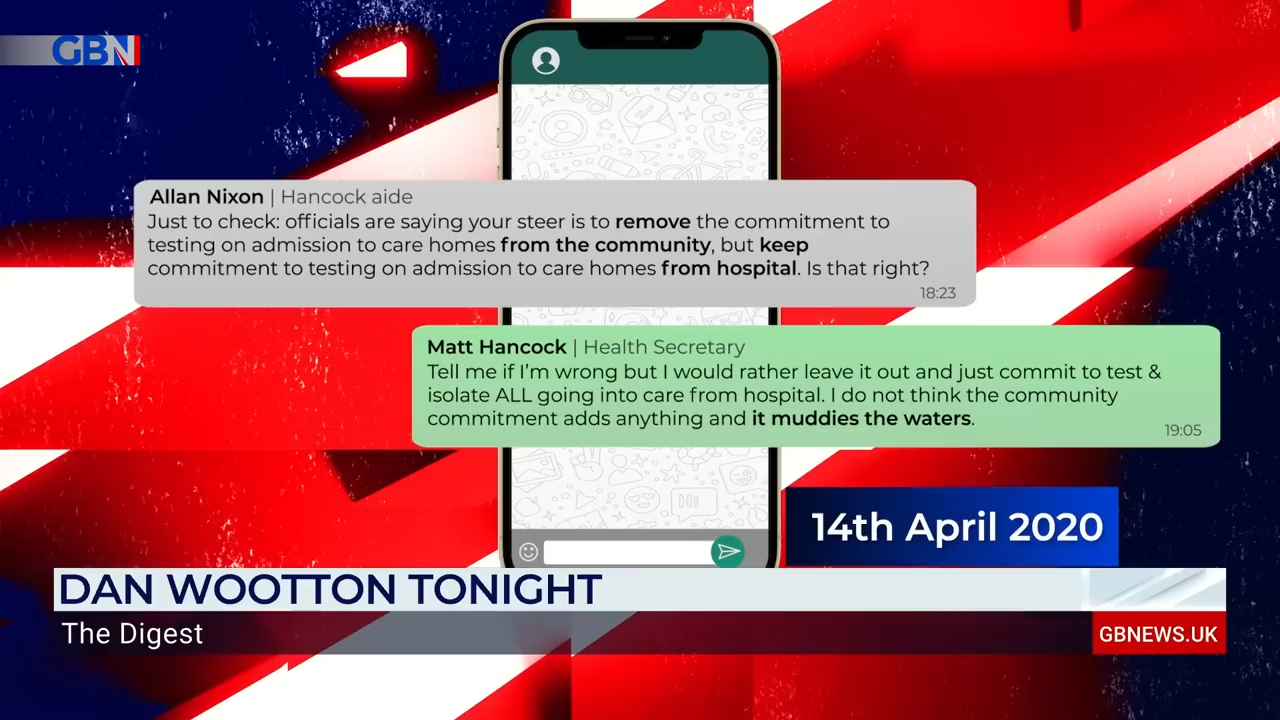 GBN
Allan Nixon | Hancock aide
Just to check: officials are saying your steer is to remove the commitment to
testing on admission to care homes from the community, but keep
commitment to testing on admission to care homes from hospital. Is that right?
18:23
Matt Hancock | Health Secretary
Tell me if I'm wrong but I would rather leave it out and just commit to test &
isolate ALL going into care from hospital. I do not think the community
commitment adds anything and it muddies the waters.
19:05
Hi
14th April 2020
DAN WOOTTON TONIGHT
The Digest
GBNEWS.UK